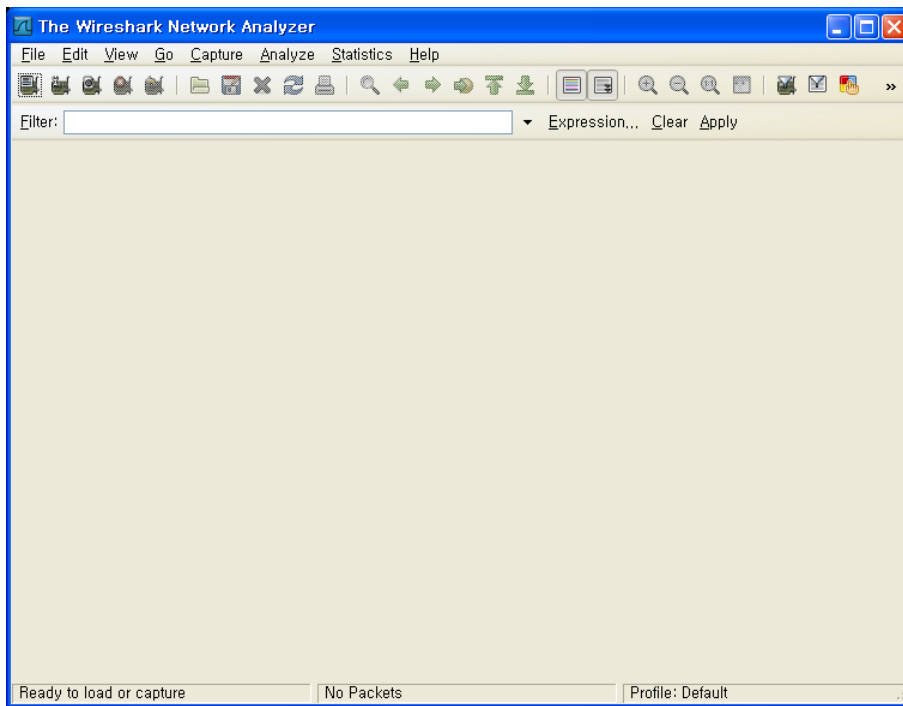 The Wireshark Network Analyzer
File Edit View Go Capture Analyze Statistics Help
Filter: Expression... Clear Apply
Ready to load or capture No Packets Profile: Default